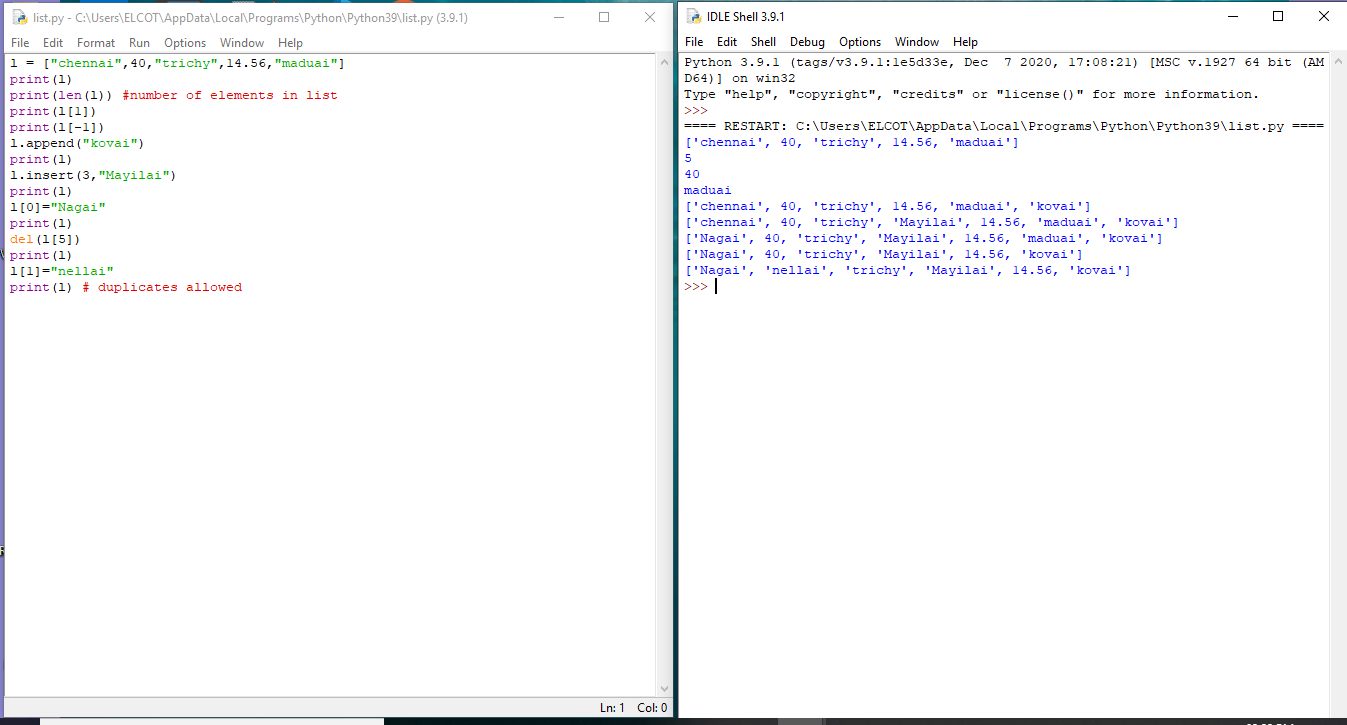 list.py - C:\Users\ELCOT\AppData\Local\Programs\Python\Python39\list.py (3.9.1)
File Edit Format Run Options Window Help
l = ["chennai",40,"trichy",14.56,"maduai"]
print(l)
print(len(l)) #number of elements in list
print(l[1])
print(l[-1])
l.append("kovai")
print(l)
l.insert(3,"Mayilai")
print(l)
l[0]="Nagai"
print(l)
del(l[5])
print(l)
l[1]="nellai"
print(l) # duplicates allowed
Ln: 1 Col: 0
IDLE Shell 3.9.1
File Edit Shell Debug Options Window Help
Python 3.9.1 (tags/v3.9.1:1e5d33e, Dec  7 2020, 17:08:21) [MSC v.1927 64 bit (AM
D64)] on win32
Type "help", "copyright", "credits" or "license()" for more information.
>>>
==== RESTART: C:\Users\ELCOT\AppData\Local\Programs\Python\Python39\list.py ====
['chennai', 40, 'trichy', 14.56, 'maduai']
5
40
maduai
['chennai', 40, 'trichy', 14.56, 'maduai', 'kovai']
['chennai', 40, 'trichy', 'Mayilai', 14.56, 'maduai', 'kovai']
['Nagai', 40, 'trichy', 'Mayilai', 14.56, 'maduai', 'kovai']
['Nagai', 40, 'trichy', 'Mayilai', 14.56, 'kovai']
['Nagai', 'nellai', 'trichy', 'Mayilai', 14.56, 'kovai']
>>>